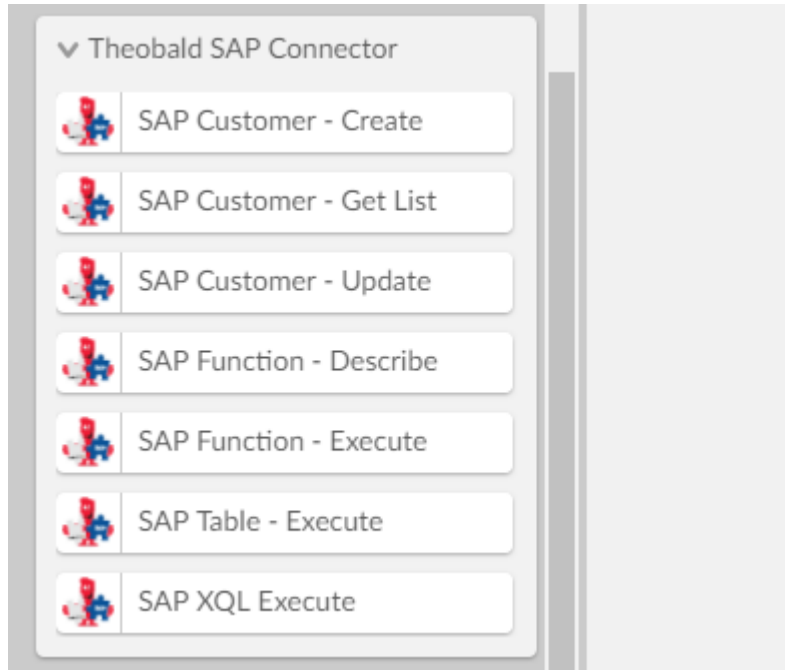 Theobald SAP Connector
SAP Customer - Create
SAP Customer - Get List
SAP Customer - Update
SAP Function - Describe
SAP Function - Execute
SAP Table - Execute
SAP XQL Execute